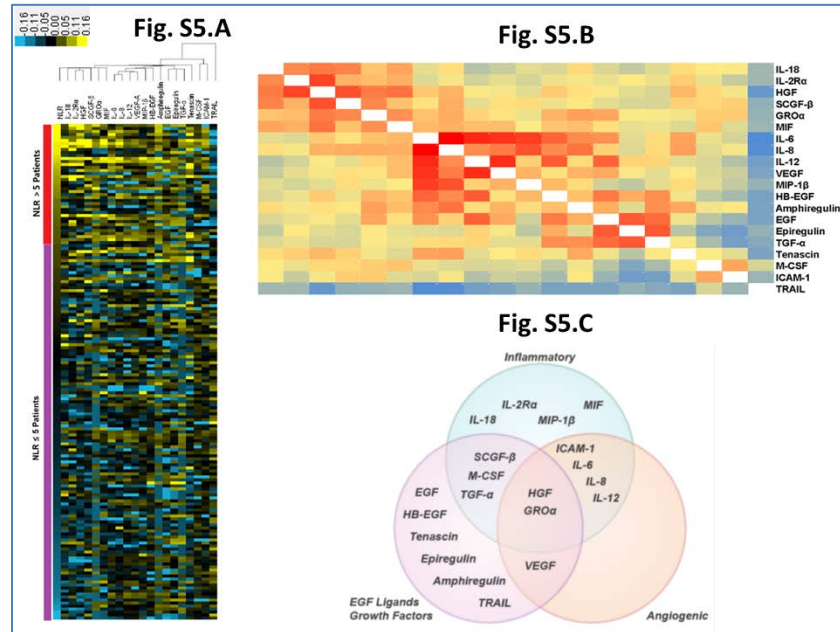 Fig. S5.A
-0.16
-0.11
-0.05
0.00
0.05
0.11
0.16
NLR
IL-18
IL-2Rα
HGF
SCGF-β
GROα
MIF
IL-6
IL-8
IL-12
VEGF-A
MIP-1β
HB-EGF
Amphiregulin
EGF
Epiregulin
TGF-α
Tenascin
M-CSF
ICAM-1
TRAIL
NLR > 5 Patients
NLR ≤ 5 Patients
Fig. S5.B
IL-18
IL-2Rα
HGF
SCGF-β
GROα
MIF
IL-6
IL-8
IL-12
VEGF
MIP-1β
HB-EGF
Amphiregulin
EGF
Epiregulin
TGF-α
Tenascin
M-CSF
ICAM-1
TRAIL
Fig. S5.C
Inflammatory
IL-2Rα MIF
IL-18 MIP-1β
SCGF-β ICAM-1
M-CSF IL-6
TGF-α IL-8
IL-12
EGF HGF
HB-EGF GROα
Tenascin
Epiregulin VEGF
Amphiregulin
TRAIL
EGF Ligands
Growth Factors
Angiogenic